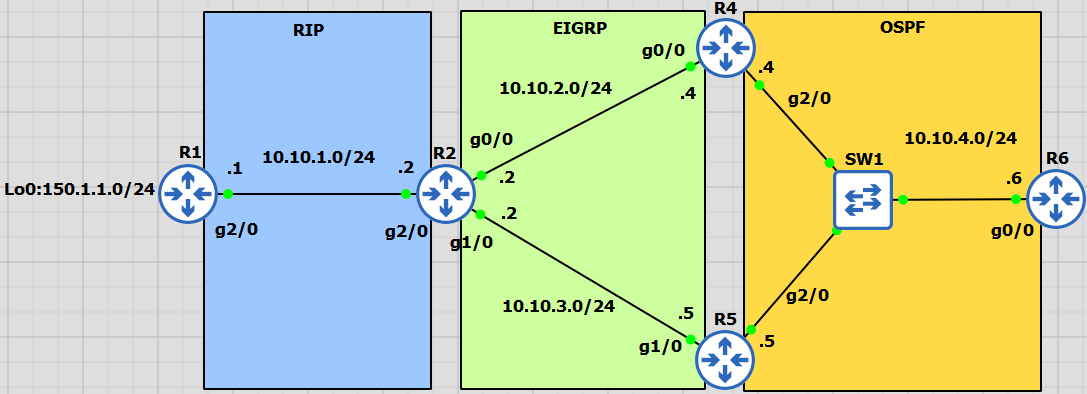 RIP
EIGRP
OSPF
R4
g0/0
.4
10.10.2.0/24
.4
g2/0
g0/0
10.10.4.0/24
R1
.1
10.10.1.0/24
.2
R2
.2
SW1
R6
.6
Lo0:150.1.1.0/24
g2/0
g2/0
.2
g1/0
g0/0
10.10.3.0/24
.5
g2/0
R5
g1/0
.5